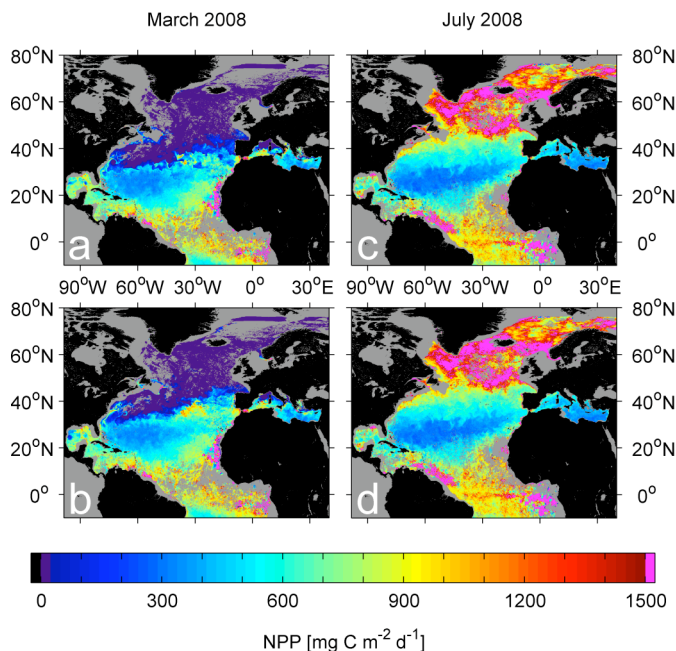 March 2008 July 2008
80°N 80°N
60°N 60°N
40°N 40°N
20°N 20°N
0° a c 0°
90°W 60°W 30°W 0° 30°E 90°W 60°W 30°W 0° 30°E
80°N 80°N
60°N 60°N
40°N 40°N
20°N 20°N
0° b d 0°
0 300 600 900 1200 1500
NPP [mg C m⁻² d⁻¹]